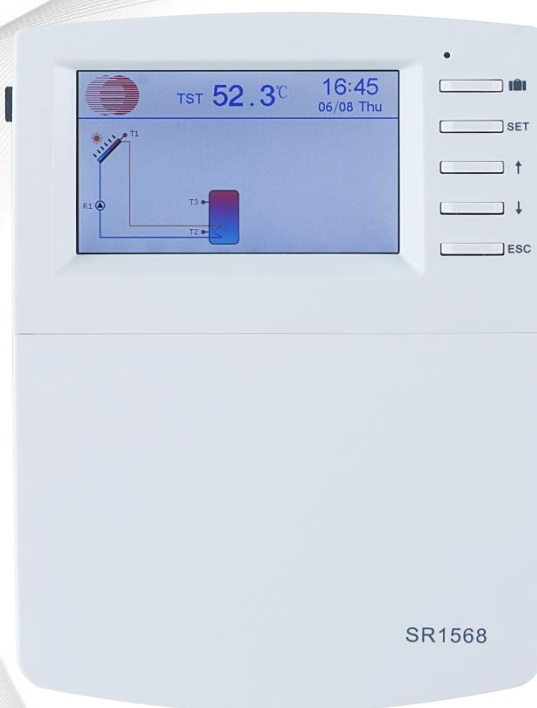 TST 52.3℃ 16:45
06/08 Thu
T1
R1
T3
T2
SET
↑
↓
ESC
SR1568